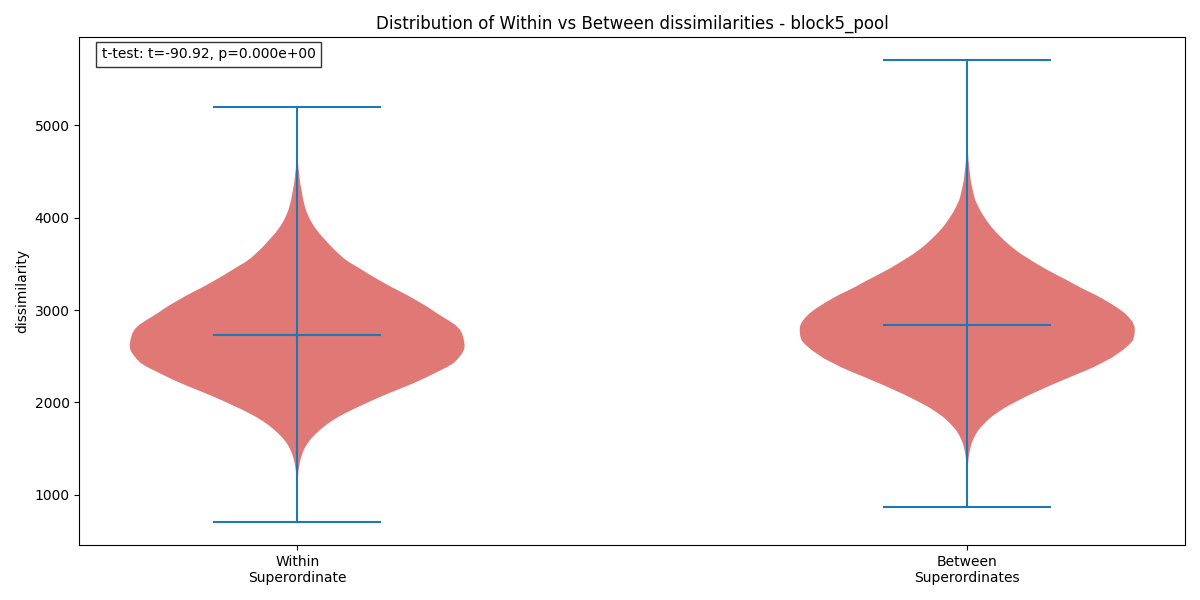 Distribution of Within vs Between dissimilarities - block5_pool
t-test: t=-90.92, p=0.000e+00
dissimilarity
5000
4000
3000
2000
1000
Within
Superordinate
Between
Superordinates